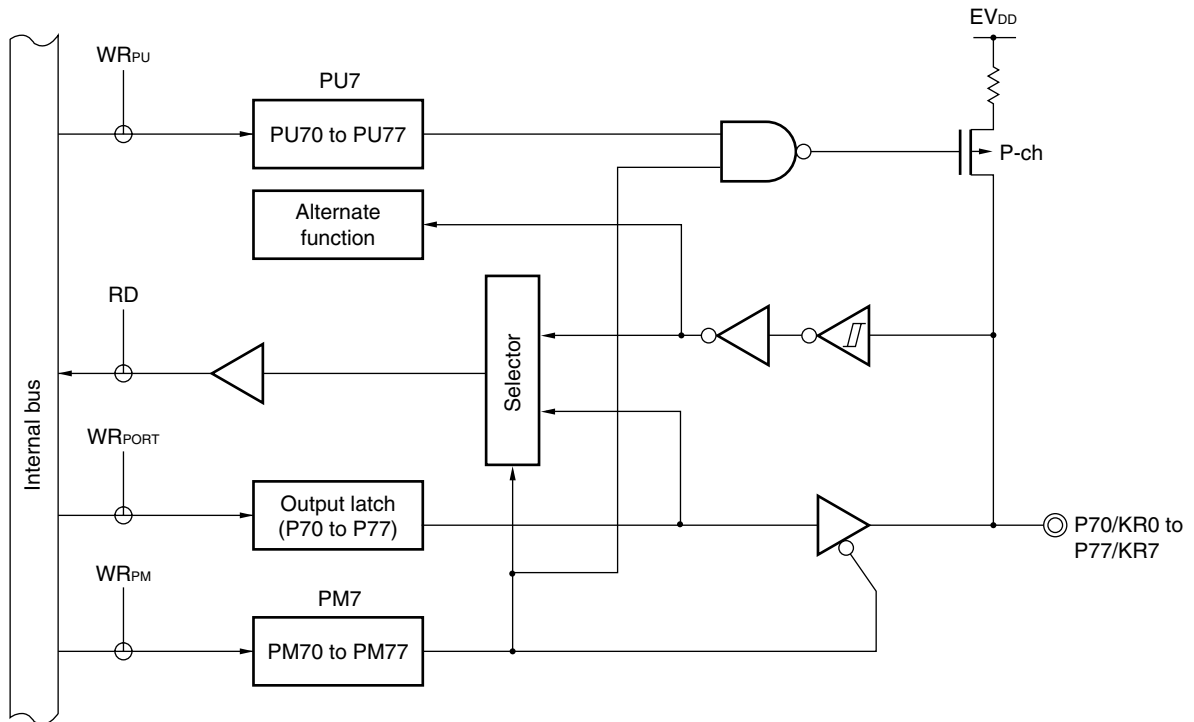 EVDD
WRPU
PU7
PU70 to PU77
P-ch
Alternate
function
RD
Selector
Internal bus
WRPORT
Output latch
(P70 to P77)
P70/KR0 to
P77/KR7
WRPM
PM7
PM70 to PM77